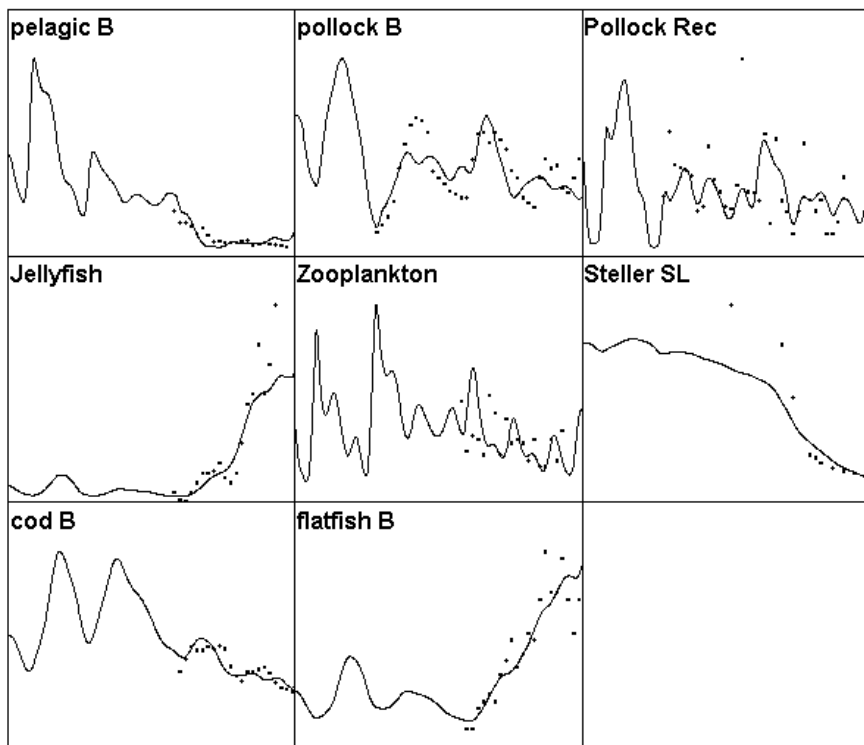 pelagic B
pollock B
Pollock Rec
Jellyfish
Zooplankton
Steller SL
cod B
flatfish B